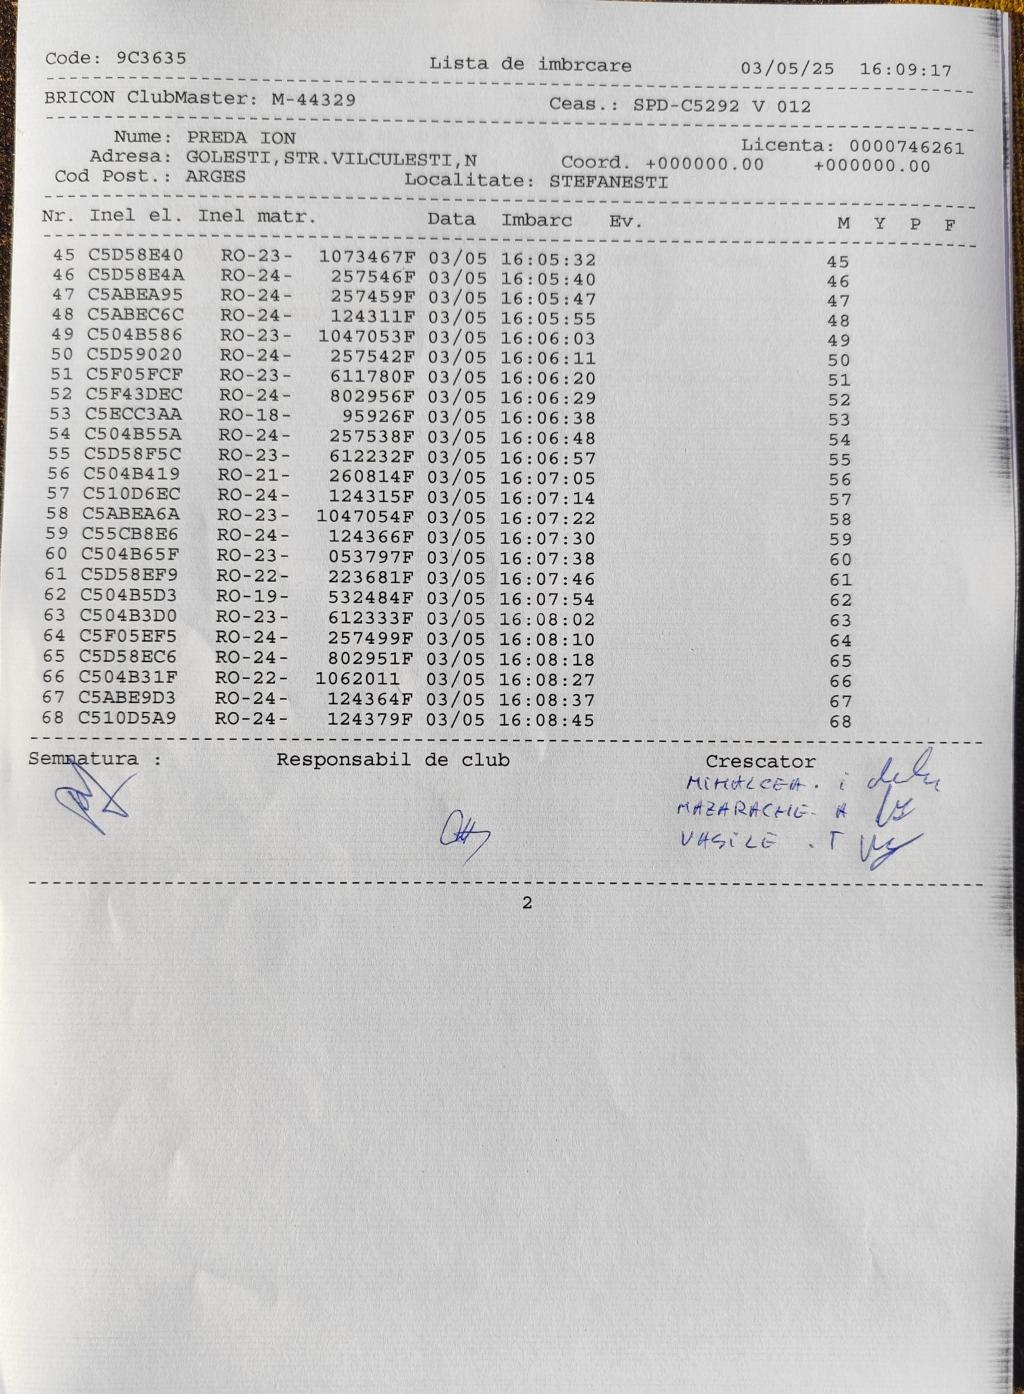 Code: 9C3635 Lista de imbrcare 03/05/25 16:09:17
BRICON ClubMaster: M-44329 Ceas.: SPD-C5292 V 012
Nume: PREDA ION Licenta: 0000746261
Adresa: GOLESTI,STR.VILCULESTI,N Coord. +000000.00 +000000.00
Cod Post.: ARGES Localitate: STEFANESTI
Nr. Inel el. Inel matr. Data Imbarc Ev. M Y P F
45 C5D58E40 RO-23- 1073467F 03/05 16:05:32 45
46 C5D58E4A RO-24- 257546F 03/05 16:05:40 46
47 C5ABEA95 RO-24- 257459F 03/05 16:05:47 47
48 C5ABEC6C RO-24- 124311F 03/05 16:05:55 48
49 C504B586 RO-23- 1047053F 03/05 16:06:03 49
50 C5D59020 RO-24- 257542F 03/05 16:06:11 50
51 C5F05FCF RO-23- 611780F 03/05 16:06:20 51
52 C5F43DEC RO-24- 802956F 03/05 16:06:29 52
53 C5ECC3AA RO-18- 95926F 03/05 16:06:38 53
54 C504B55A RO-24- 257538F 03/05 16:06:48 54
55 C5D58F5C RO-23- 612232F 03/05 16:06:57 55
56 C504B419 RO-21- 260814F 03/05 16:07:05 56
57 C510D6EC RO-24- 124315F 03/05 16:07:14 57
58 C5ABEA6A RO-23- 1047054F 03/05 16:07:22 58
59 C55CB8E6 RO-24- 124366F 03/05 16:07:30 59
60 C504B65F RO-23- 053797F 03/05 16:07:38 60
61 C5D58EF9 RO-22- 223681F 03/05 16:07:46 61
62 C504B5D3 RO-19- 532484F 03/05 16:07:54 62
63 C504B3D0 RO-23- 612333F 03/05 16:08:02 63
64 C5F05EF5 RO-24- 257499F 03/05 16:08:10 64
65 C5D58EC6 RO-24- 802951F 03/05 16:08:18 65
66 C504B31F RO-22- 1062011 03/05 16:08:27 66
67 C5ABE9D3 RO-24- 124364F 03/05 16:08:37 67
68 C510D5A9 RO-24- 124379F 03/05 16:08:45 68
Semnatura : Responsabil de club Crescator
MIHALCEA. i
MAZARACHE. A
VASILE . T
2